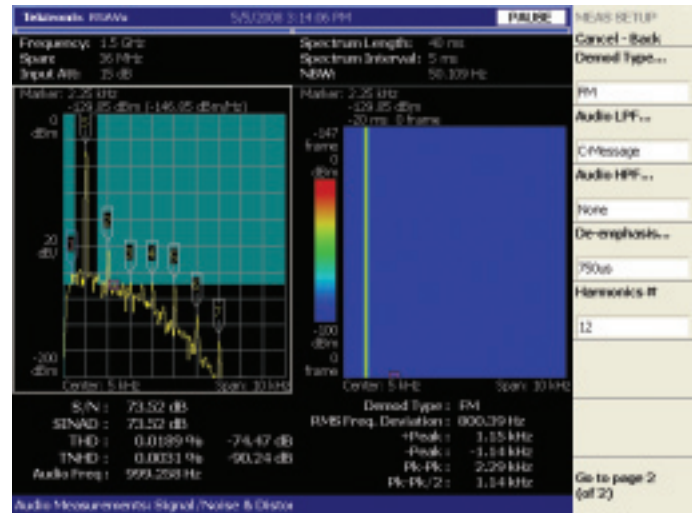 Tektronix
5/5/2008 3:14:06 PM
PAUSE
MEAS SETUP
Frequency: 1.5 GHz
Span: 36 MHz
Input Att: 15 dB
Spectrum Length: 40 ms
Spectrum Interval: 5 ms
NBW: 50.109 Hz
Cancel - Back
Demod Type...
FM
Audio LPF...
C-Message
Audio HPF...
None
De-emphasis...
750us
Harmonics #
12
Go to page 2
(of 2)
Marker: 2.25 kHz
-129.85 dBm (-146.85 dBm/Hz)
0
dBm
20
dB/
-200
dBm
Center: 5 kHz
Span: 10 kHz
Marker: 2.25 kHz
-129.85 dBm
-20 ms 0 frame
-147
frame
0
dBm
-100
dBm
0
frame
Center: 5 kHz
Span: 10 kHz
S/N: 73.52 dB
SINAD: 73.52 dB
THD: 0.0189 % -74.47 dB
TNHD: 0.0031 % -90.24 dB
Audio Freq: 999.258 Hz
Demod Type: FM
RMS Freq. Deviation: 800.39 Hz
+Peak: 1.15 kHz
-Peak: -1.14 kHz
Pk-Pk: 2.29 kHz
Pk-Pk/2: 1.14 kHz
Audio Measurements: Signal/Noise & Distor